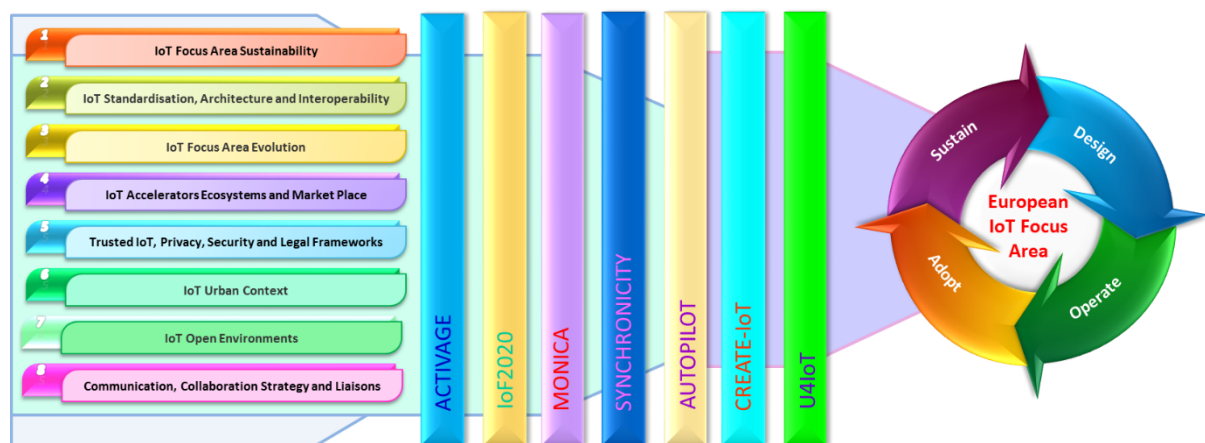 1
IoT Focus Area Sustainability
2
IoT Standardisation, Architecture and Interoperability
3
IoT Focus Area Evolution
4
IoT Accelerators Ecosystems and Market Place
5
Trusted IoT, Privacy, Security and Legal Frameworks
6
IoT Urban Context
7
IoT Open Environments
8
Communication, Collaboration Strategy and Liaisons
ACTIVAGE
IoF2020
MONICA
SYNCHRONICITY
AUTOPILOT
CREATE-IoT
U4IoT
Sustain
Design
European
IoT Focus
Area
Adopt
Operate